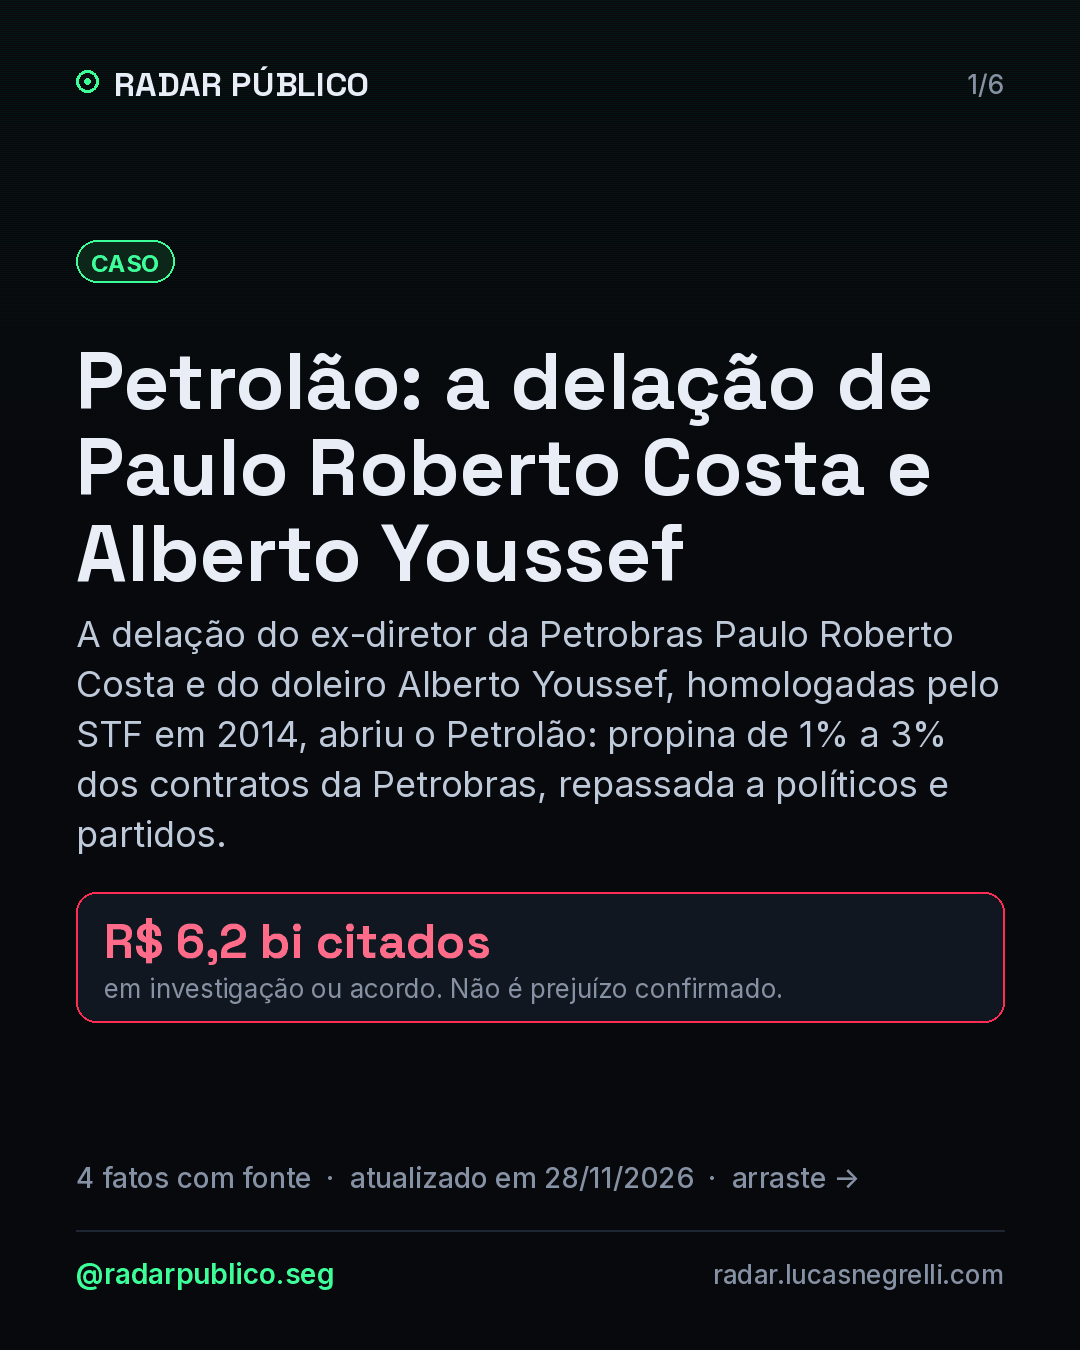 RADAR PÚBLICO
1/6
CASO
Petrolão: a delação de
Paulo Roberto Costa e
Alberto Youssef
A delação do ex-diretor da Petrobras Paulo Roberto
Costa e do doleiro Alberto Youssef, homologadas pelo
STF em 2014, abriu o Petrolão: propina de 1% a 3%
dos contratos da Petrobras, repassada a políticos e
partidos.
R$ 6,2 bi citados
em investigação ou acordo. Não é prejuízo confirmado.
4 fatos com fonte · atualizado em 28/11/2026 · arraste →
@radarpublico.seg
radar.lucasnegrelli.com